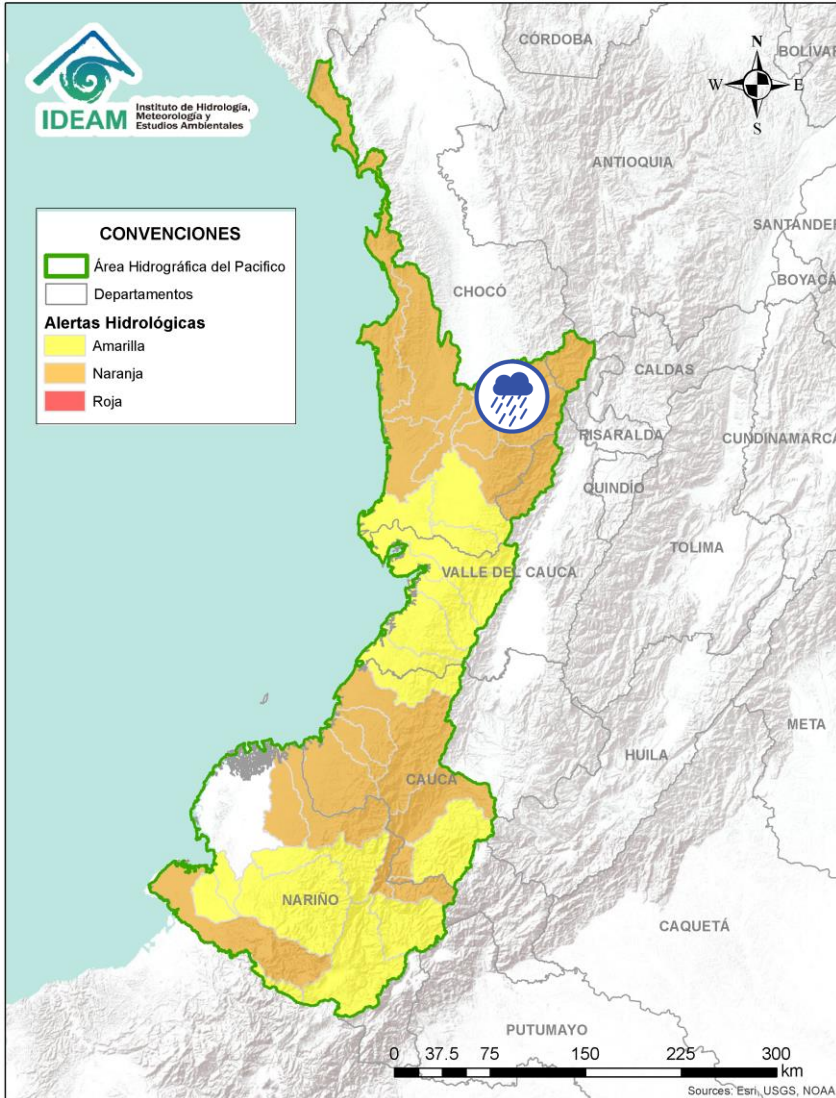 IDEAM
Instituto de Hidrología,
Meteorología y
Estudios Ambientales
CONVENCIONES
Área Hidrográfica del Pacifico
Departamentos
Alertas Hidrológicas
Amarilla
Naranja
Roja
CÓRDOBA
BOLÍVAR
N
W E
S
ANTIOQUIA
SANTANDER
BOYACÁ
CHOCÓ
CALDAS
RISARALDA
CUNDINAMARCA
QUINDÍO
TOLIMA
VALLE DEL CAUCA
META
HUILA
CAUCA
NARIÑO
CAQUETÁ
PUTUMAYO
0 37.5 75 150 225 300
km
Sources: Esri, USGS, NOAA